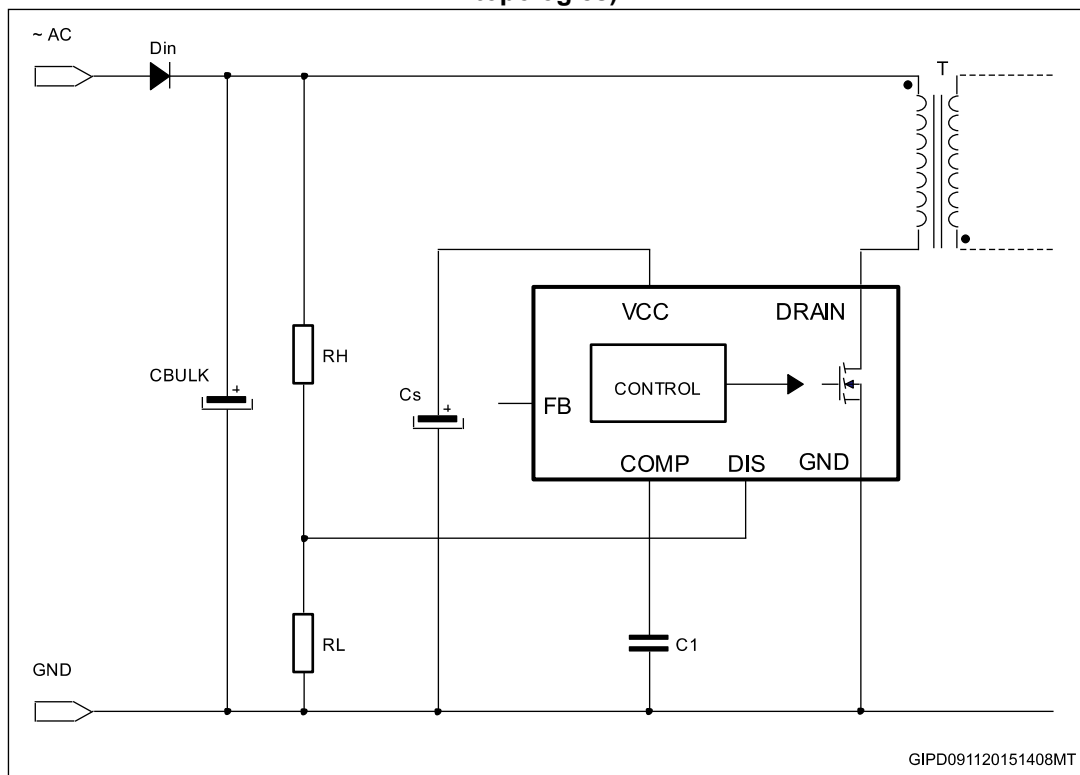 ~ AC
Din
T
VCC
DRAIN
RH
CBULK
+
Cs
+
CONTROL
FB
COMP
DIS
GND
RL
C1
GND
GIPD091120151408MT